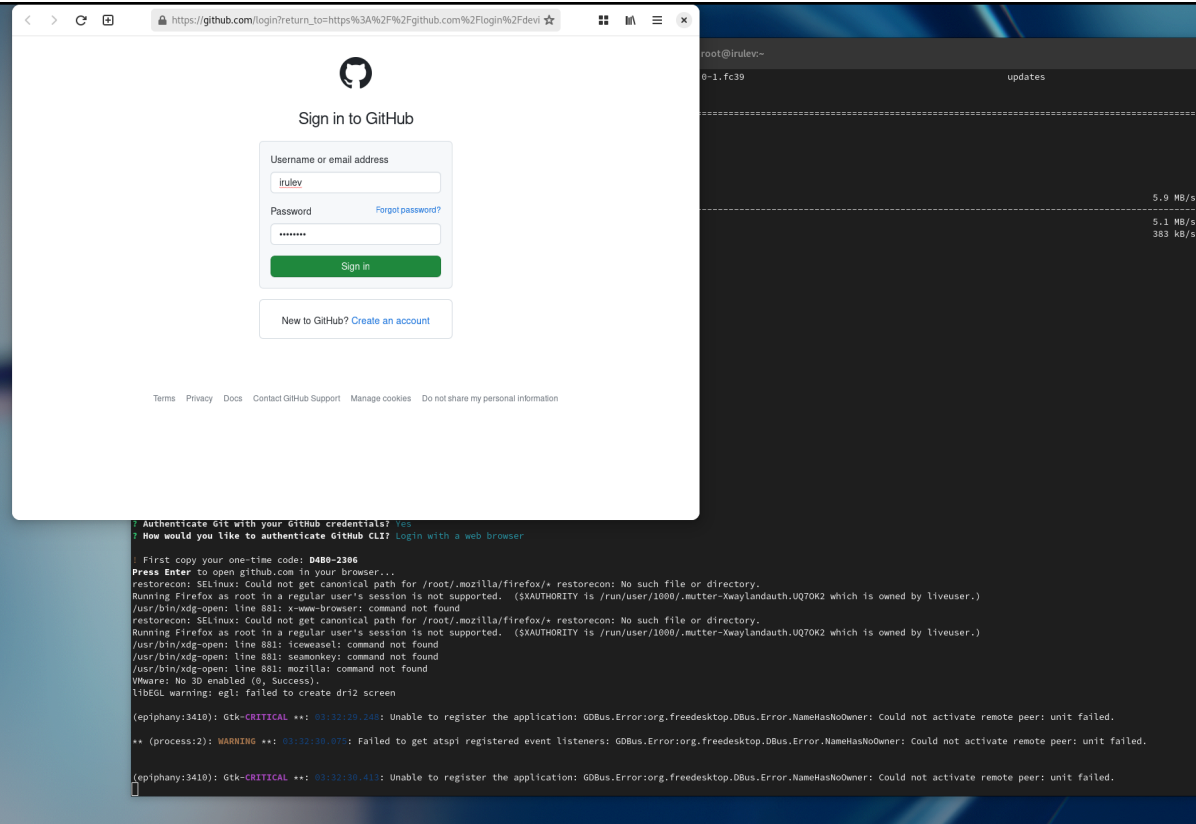 https://github.com/login?return_to=https%3A%2F%2Fgithub.com%2Flogin%2Fdevi
Sign in to GitHub
Username or email address
irulev
Password Forgot password?
••••••••
Sign in
New to GitHub? Create an account
Terms Privacy Docs Contact GitHub Support Manage cookies Do not share my personal information
root@irulev:~
0-1.fc39 updates
5.9 MB/s
5.1 MB/s
383 kB/s
? Authenticate Git with your GitHub credentials? Yes
? How would you like to authenticate GitHub CLI? Login with a web browser
! First copy your one-time code: D4B0-2306
Press Enter to open github.com in your browser...
restorecon: SELinux: Could not get canonical path for /root/.mozilla/firefox/* restorecon: No such file or directory.
Running Firefox as root in a regular user's session is not supported.  ($XAUTHORITY is /run/user/1000/.mutter-Xwaylandauth.UQ7OK2 which is owned by liveuser.)
/usr/bin/xdg-open: line 881: x-www-browser: command not found
restorecon: SELinux: Could not get canonical path for /root/.mozilla/firefox/* restorecon: No such file or directory.
Running Firefox as root in a regular user's session is not supported.  ($XAUTHORITY is /run/user/1000/.mutter-Xwaylandauth.UQ7OK2 which is owned by liveuser.)
/usr/bin/xdg-open: line 881: iceweasel: command not found
/usr/bin/xdg-open: line 881: seamonkey: command not found
/usr/bin/xdg-open: line 881: mozilla: command not found
VMware: No 3D enabled (0, Success).
libEGL warning: egl: failed to create dri2 screen
(epiphany:3410): Gtk-CRITICAL **: 03:32:29.248: Unable to register the application: GDBus.Error:org.freedesktop.DBus.Error.NameHasNoOwner: Could not activate remote peer: unit failed.
** (process:2): WARNING **: 03:32:30.075: Failed to get atspi registered event listeners: GDBus.Error:org.freedesktop.DBus.Error.NameHasNoOwner: Could not activate remote peer: unit failed.
(epiphany:3410): Gtk-CRITICAL **: 03:32:30.413: Unable to register the application: GDBus.Error:org.freedesktop.DBus.Error.NameHasNoOwner: Could not activate remote peer: unit failed.